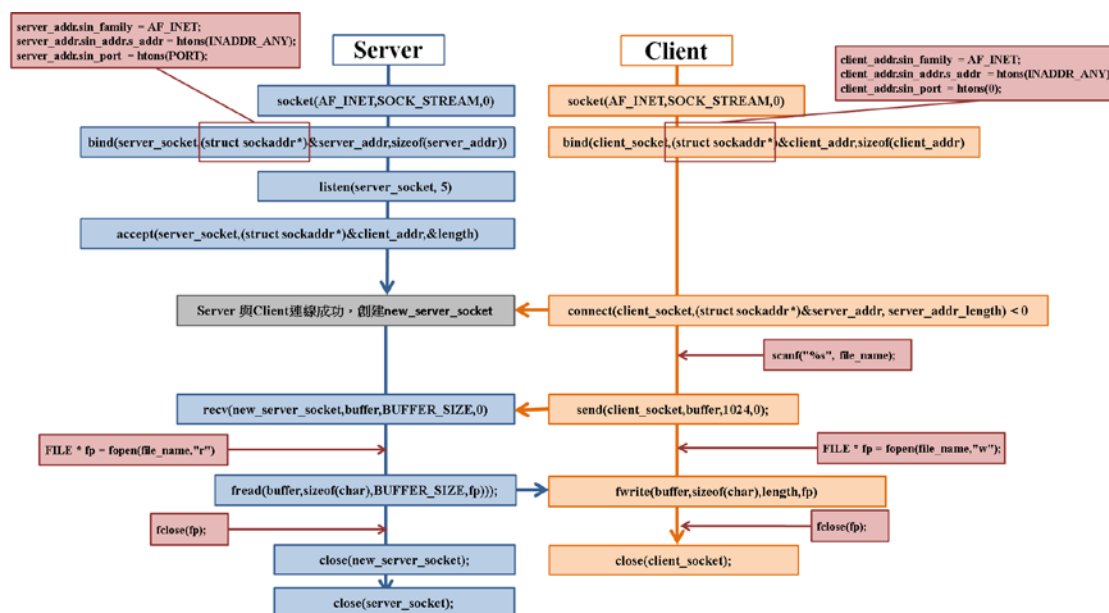 server_addr.sin_family = AF_INET;
server_addr.sin_addr.s_addr = htons(INADDR_ANY);
server_addr.sin_port = htons(PORT);
Server
Client
client_addr.sin_family = AF_INET;
client_addr.sin_addr.s_addr = htons(INADDR_ANY)
client_addr.sin_port = htons(0);
socket(AF_INET,SOCK_STREAM,0)
socket(AF_INET,SOCK_STREAM,0)
bind(server_socket,(struct sockaddr*)&server_addr,sizeof(server_addr))
bind(client_socket,(struct sockaddr*)&client_addr,sizeof(client_addr)
listen(server_socket, 5)
accept(server_socket,(struct sockaddr*)&client_addr,&length)
Server 與Client連線成功，創建new_server_socket
connect(client_socket,(struct sockaddr*)&server_addr, server_addr_length) < 0
scanf("%s", file_name);
recv(new_server_socket,buffer,BUFFER_SIZE,0)
send(client_socket,buffer,1024,0);
FILE * fp = fopen(file_name,"r")
FILE * fp = fopen(file_name,"w");
fread(buffer,sizeof(char),BUFFER_SIZE,fp)));
fwrite(buffer,sizeof(char),length,fp)
fclose(fp);
fclose(fp);
close(new_server_socket);
close(client_socket);
close(server_socket);